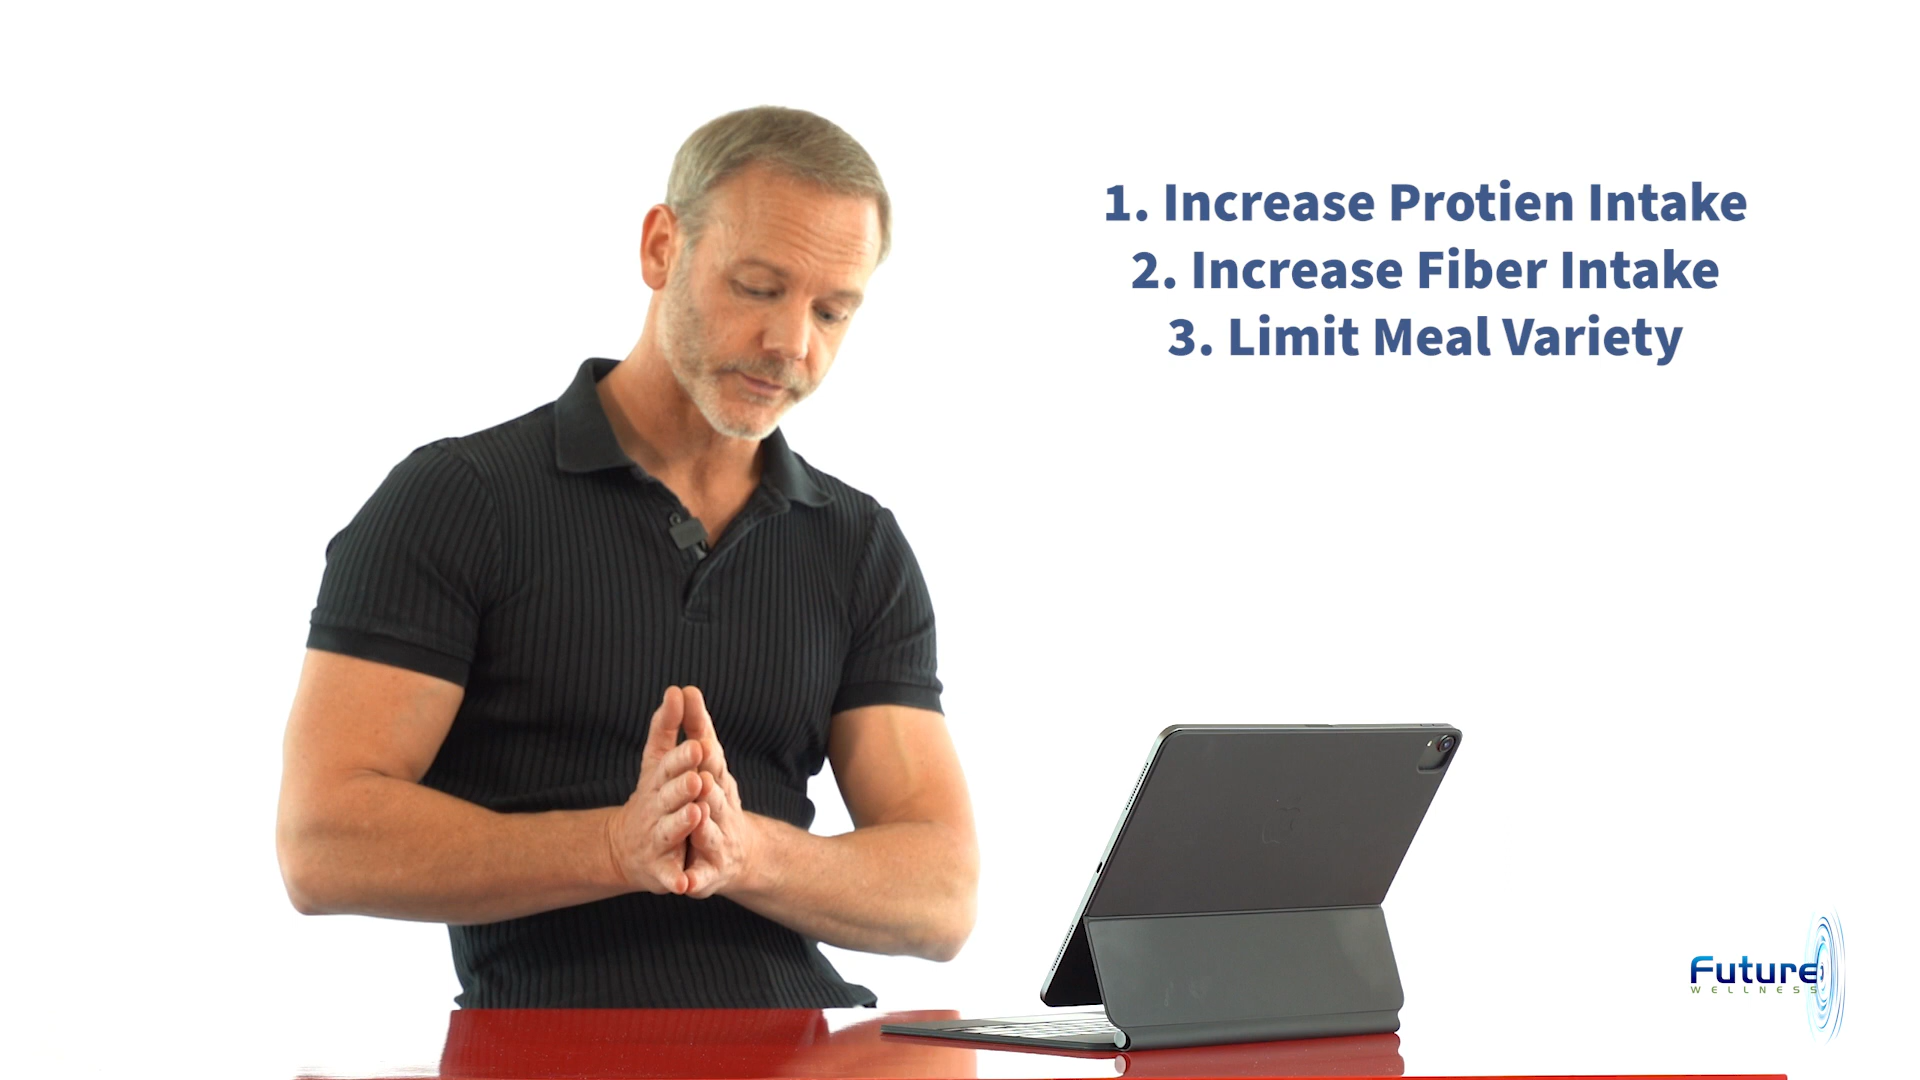 1. Increase Protien Intake
2. Increase Fiber Intake
3. Limit Meal Variety
Future
WELLNESS